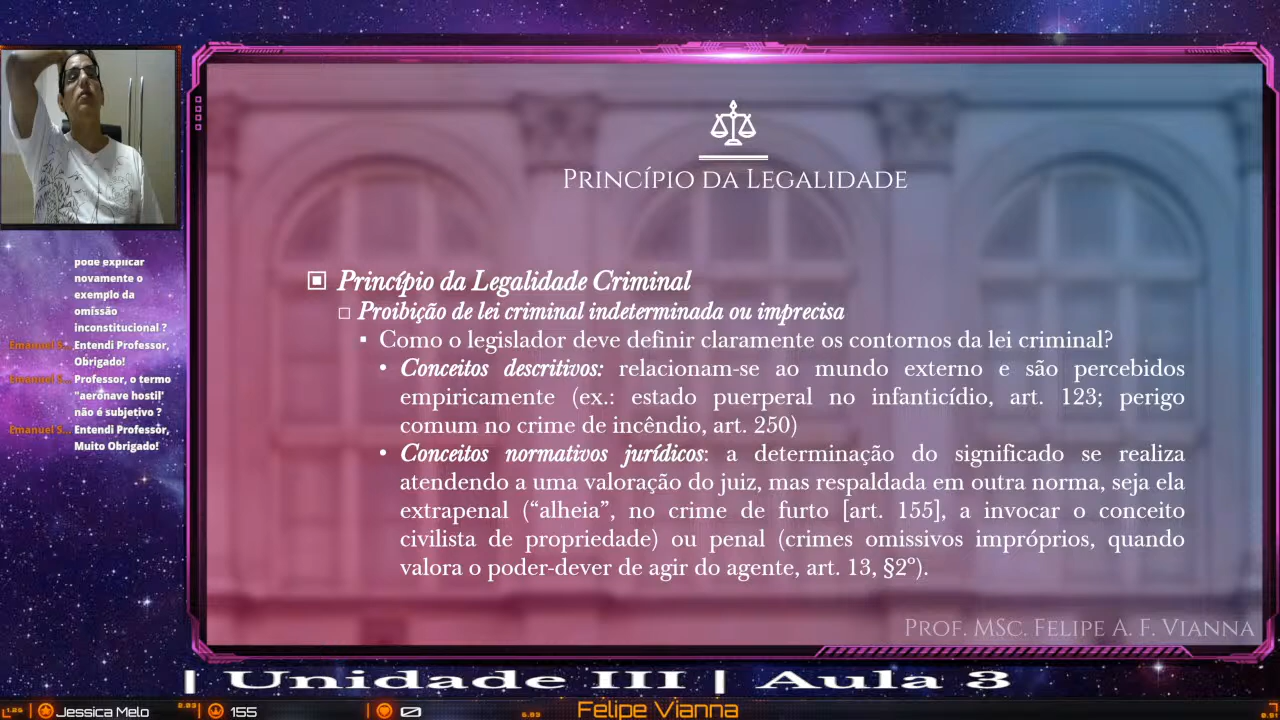 Princípio da Legalidade
Princípio da Legalidade Criminal
Proibição de lei criminal indeterminada ou imprecisa
Como o legislador deve definir claramente os contornos da lei criminal?
Conceitos descritivos: relacionam-se ao mundo externo e são percebidos
empiricamente (ex.: estado puerperal no infanticídio, art. 123; perigo
comum no crime de incêndio, art. 250)
Conceitos normativos jurídicos: a determinação do significado se realiza
atendendo a uma valoração do juiz, mas respaldada em outra norma, seja ela
extrapenal (“alheia”, no crime de furto [art. 155], a invocar o conceito
civilista de propriedade) ou penal (crimes omissivos impróprios, quando
valora o poder-dever de agir do agente, art. 13, §2º).
Prof. MSc. Felipe A. F. Vianna
pode explicar
novamente o
exemplo da
omissão
inconstitucional ?
Emanuel S... Entendi Professor,
Obrigado!
Emanuel S... Professor, o termo
"aeronave hostil"
não é subjetivo ?
Emanuel S... Entendi Professor,
Muito Obrigado!
| Unidade III | Aula 3
Jessica Melo 155 0 Felipe Vianna